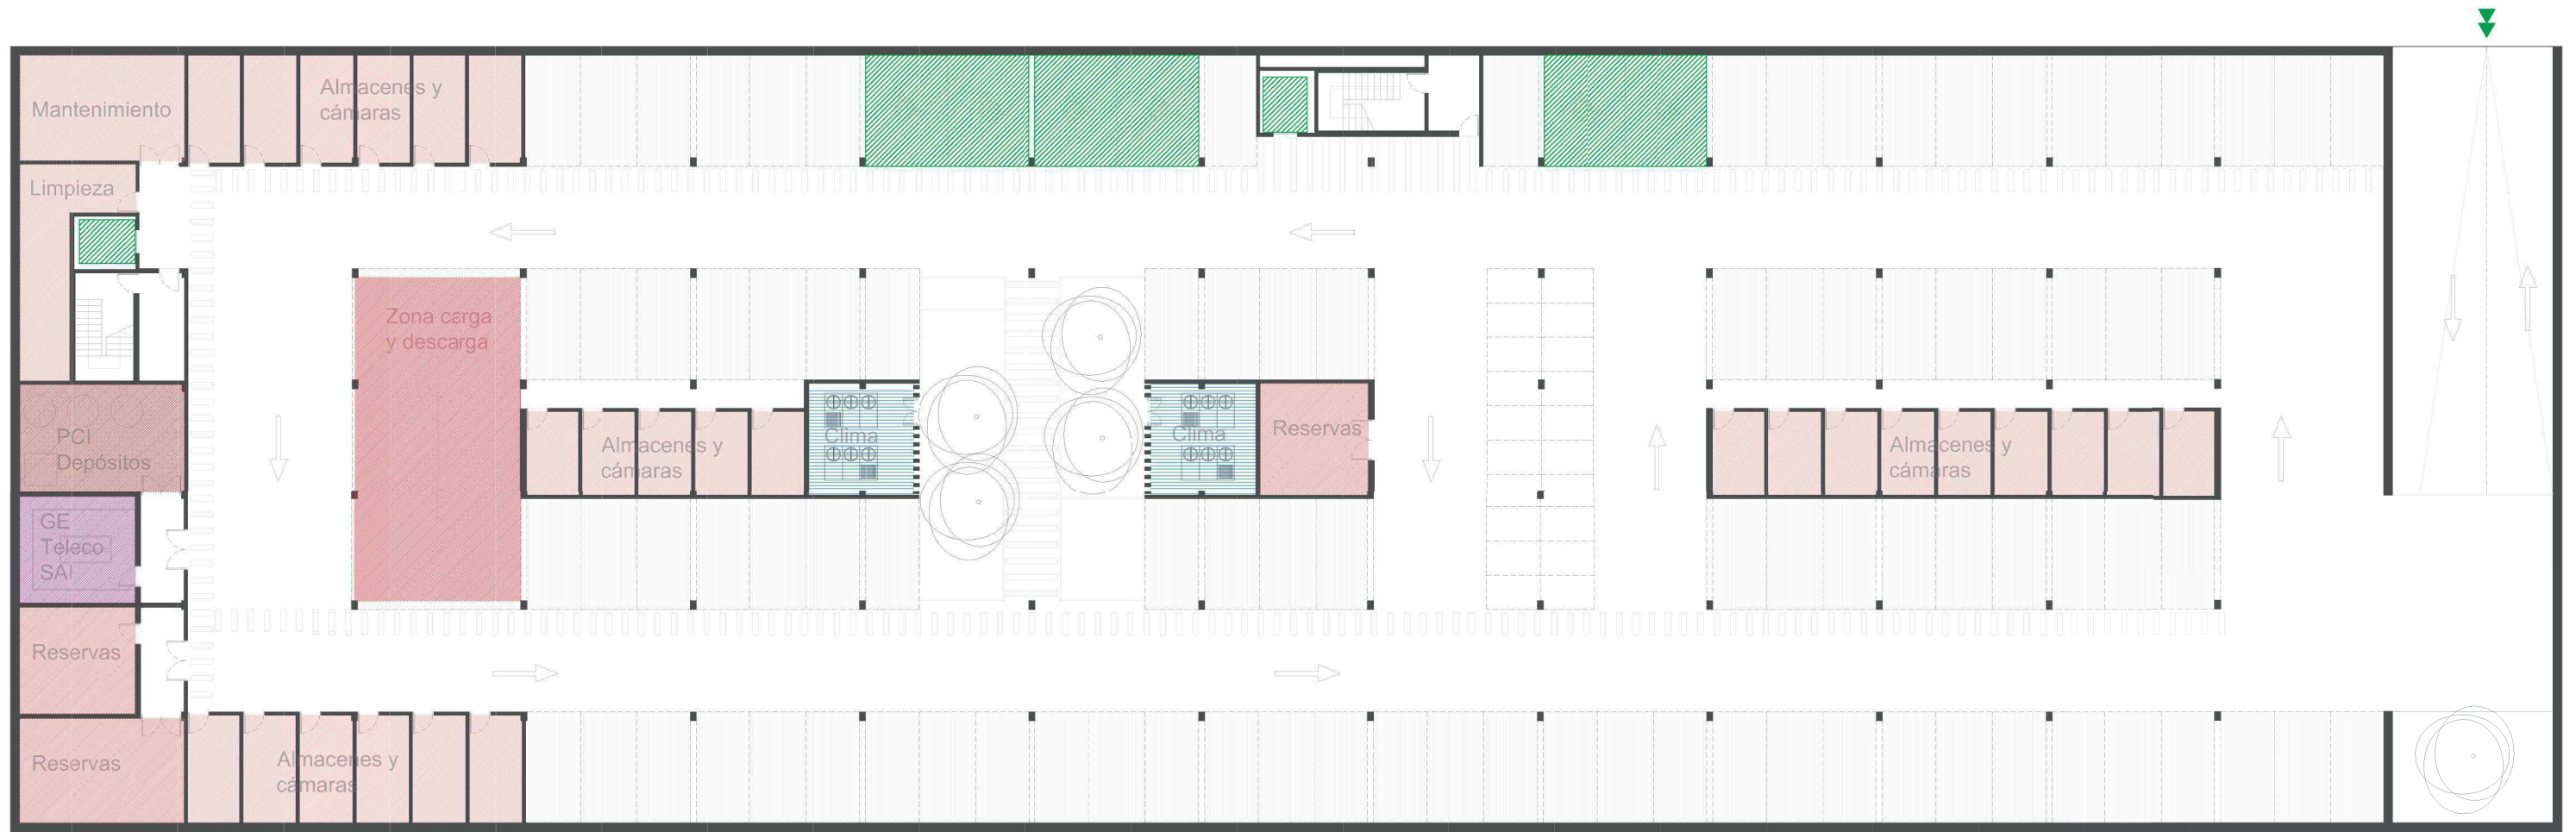 Mantenimiento
Almacenes y
cámaras
Limpieza
Zona carga
y descarga
PCI
Depósitos
Almacenes y
cámaras
Clima
Clima
Reservas
Almacenes y
cámaras
GE
Teleco
SAI
Reservas
Reservas
Almacenes y
cámaras